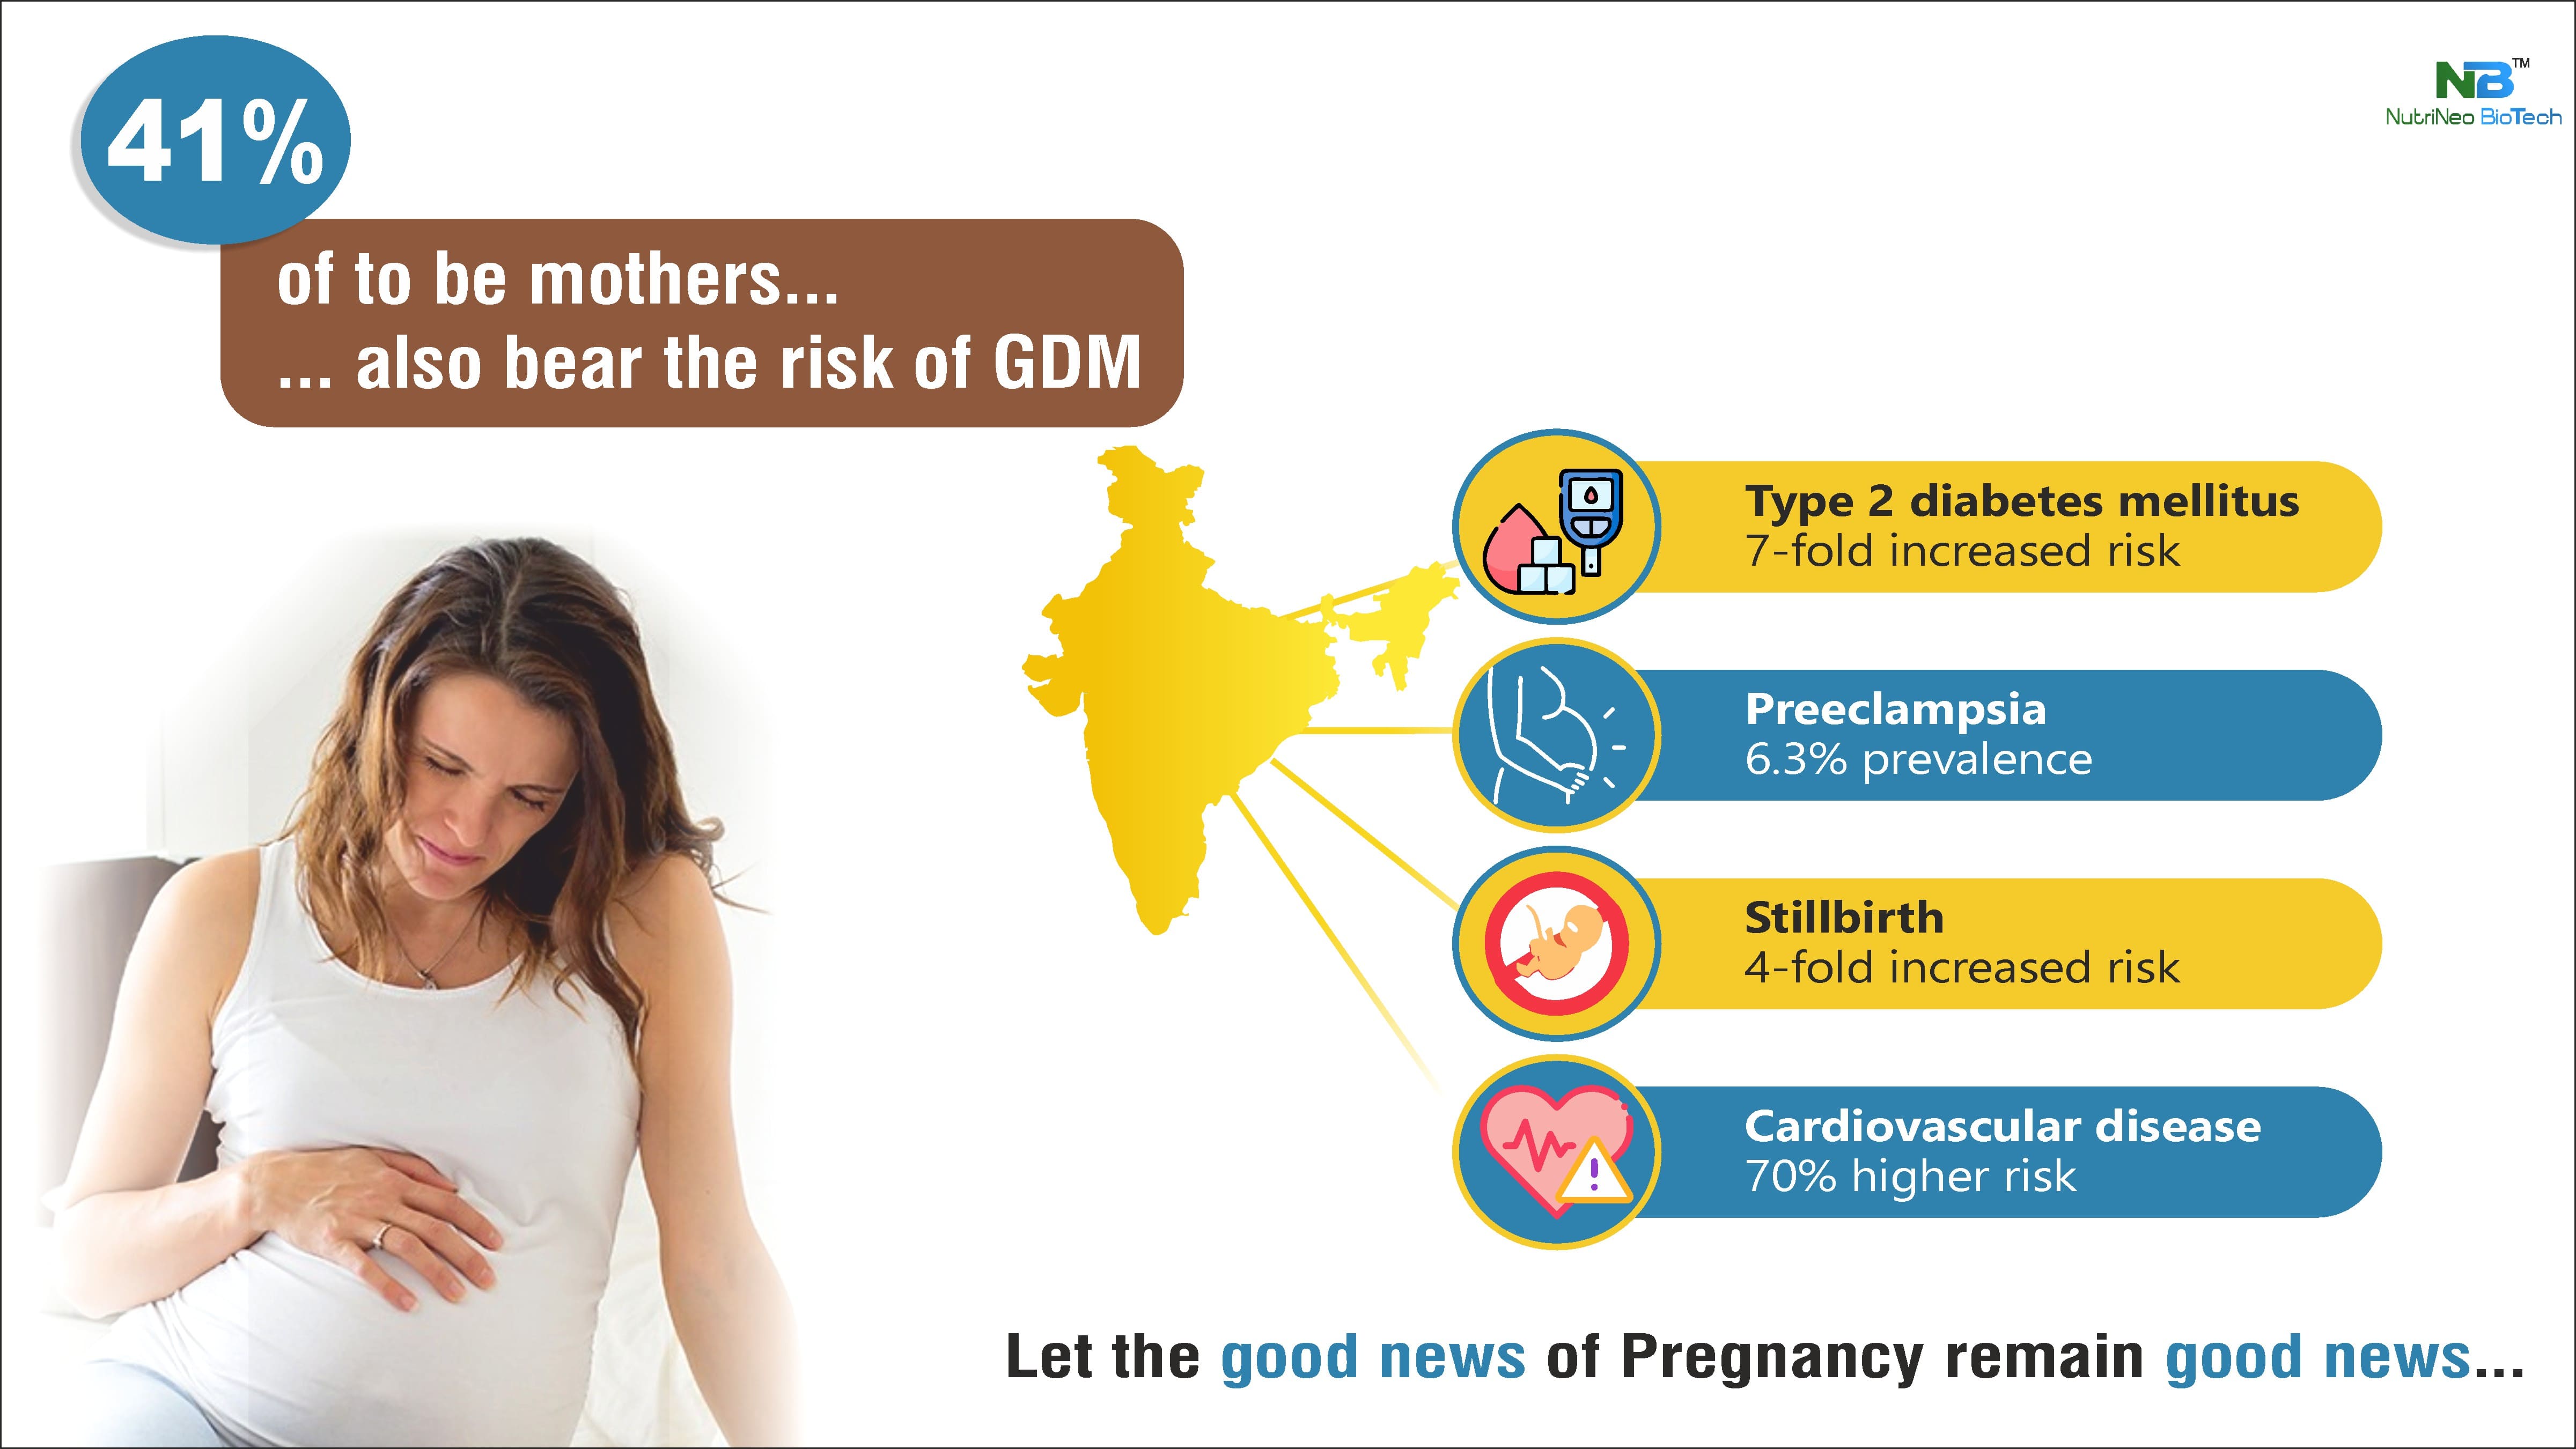 41%
of to be mothers...
... also bear the risk of GDM
NB™
NutriNeo BioTech
Type 2 diabetes mellitus
7-fold increased risk
Preeclampsia
6.3% prevalence
Stillbirth
4-fold increased risk
Cardiovascular disease
70% higher risk
Let the good news of Pregnancy remain good news...